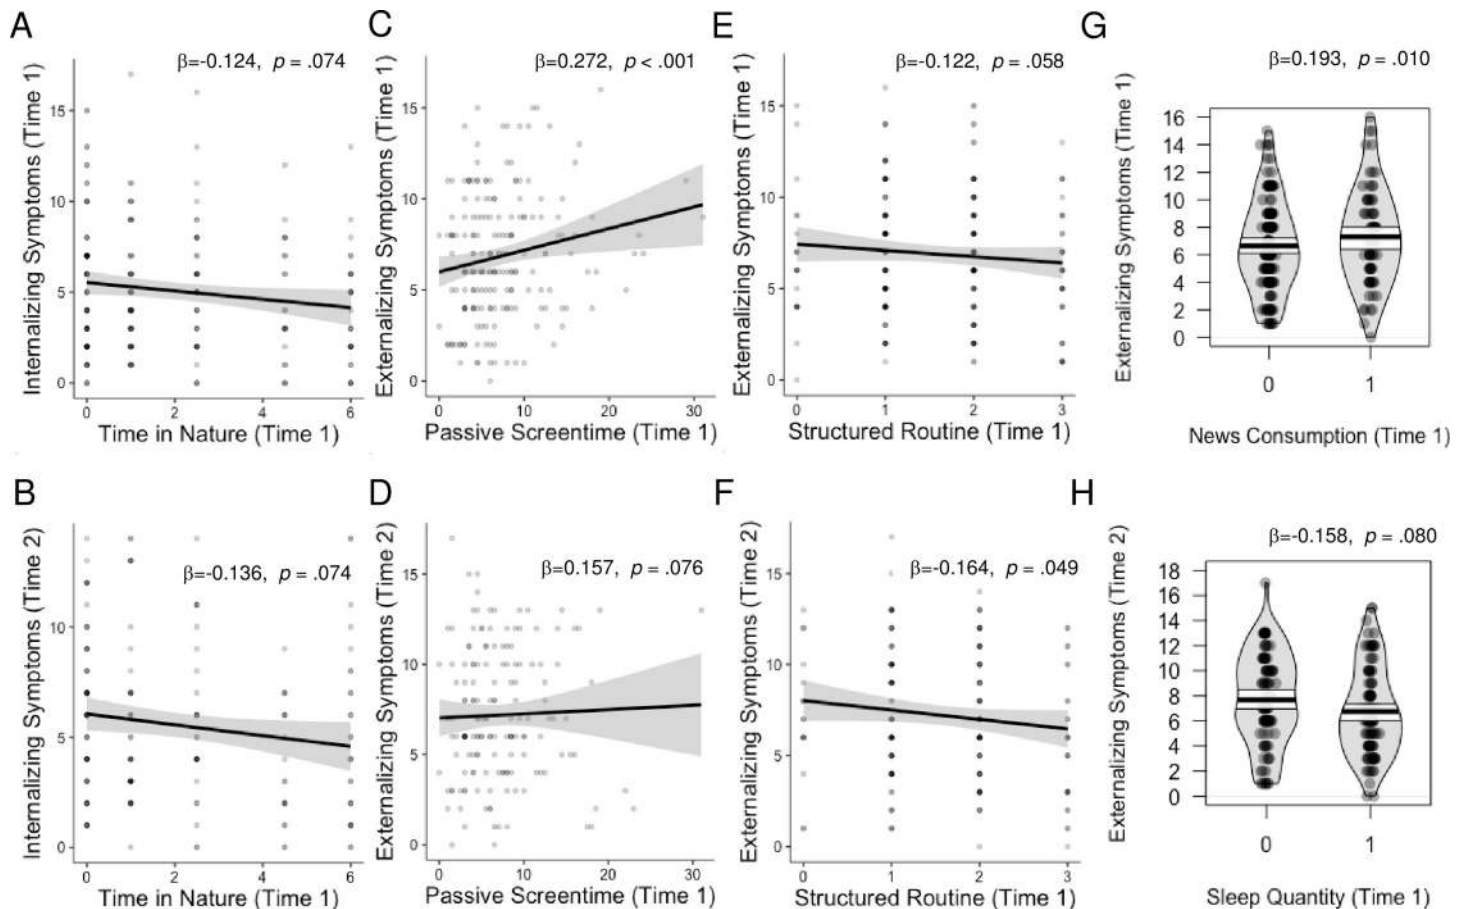 A
β=-0.124, p = .074
Internalizing Symptoms (Time 1)
15
10
5
0
0 2 4 6
Time in Nature (Time 1)
C
β=0.272, p < .001
Externalizing Symptoms (Time 1)
15
10
5
0
0 10 20 30
Passive Screentime (Time 1)
E
β=-0.122, p = .058
Externalizing Symptoms (Time 1)
15
10
5
0
0 1 2 3
Structured Routine (Time 1)
G
β=0.193, p = .010
Externalizing Symptoms (Time 1)
16
14
12
10
8
6
4
2
0
0 1
News Consumption (Time 1)
B
β=-0.136, p = .074
Internalizing Symptoms (Time 2)
10
5
0
0 2 4 6
Time in Nature (Time 1)
D
β=0.157, p = .076
Externalizing Symptoms (Time 2)
15
10
5
0
0 10 20 30
Passive Screentime (Time 1)
F
β=-0.164, p = .049
Externalizing Symptoms (Time 2)
15
10
5
0
0 1 2 3
Structured Routine (Time 1)
H
β=-0.158, p = .080
Externalizing Symptoms (Time 2)
18
16
14
12
10
8
6
4
2
0
0 1
Sleep Quantity (Time 1)